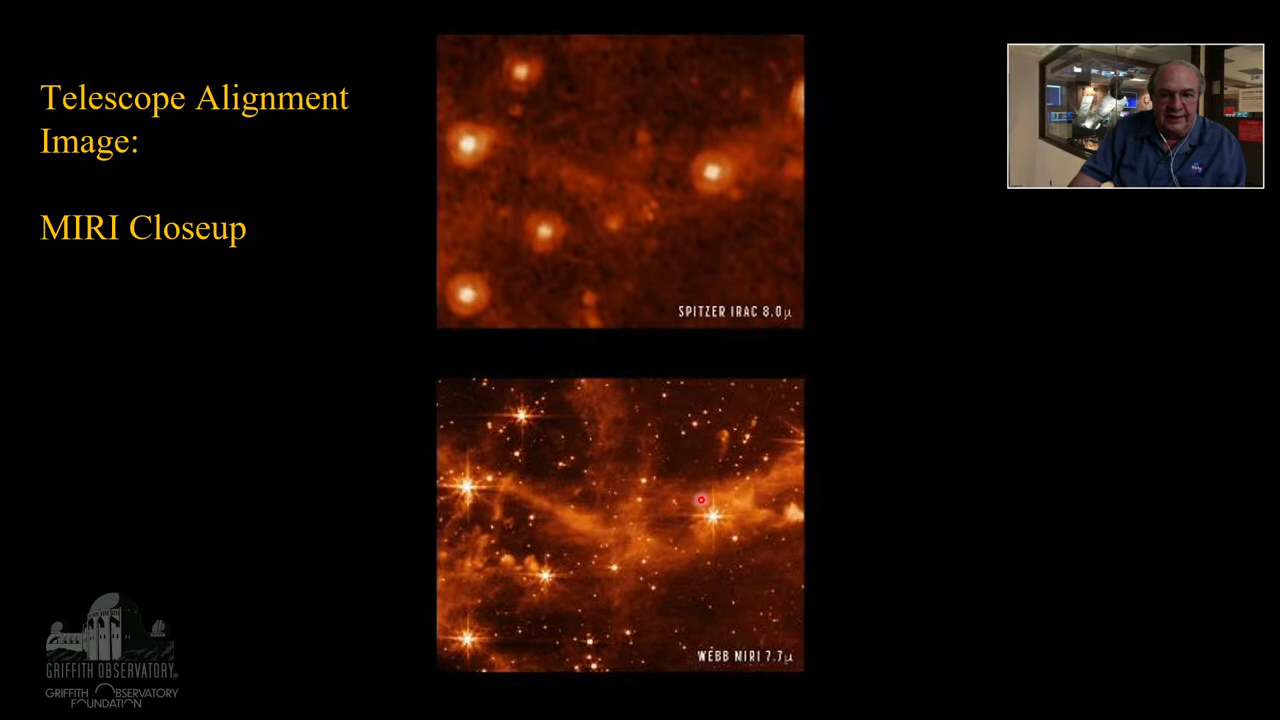 Telescope Alignment
Image:
MIRI Closeup
SPITZER IRAC 8.0μ
WEBB MIRI 7.7μ
GRIFFITH OBSERVATORY
GRIFFITH OBSERVATORY
FOUNDATION